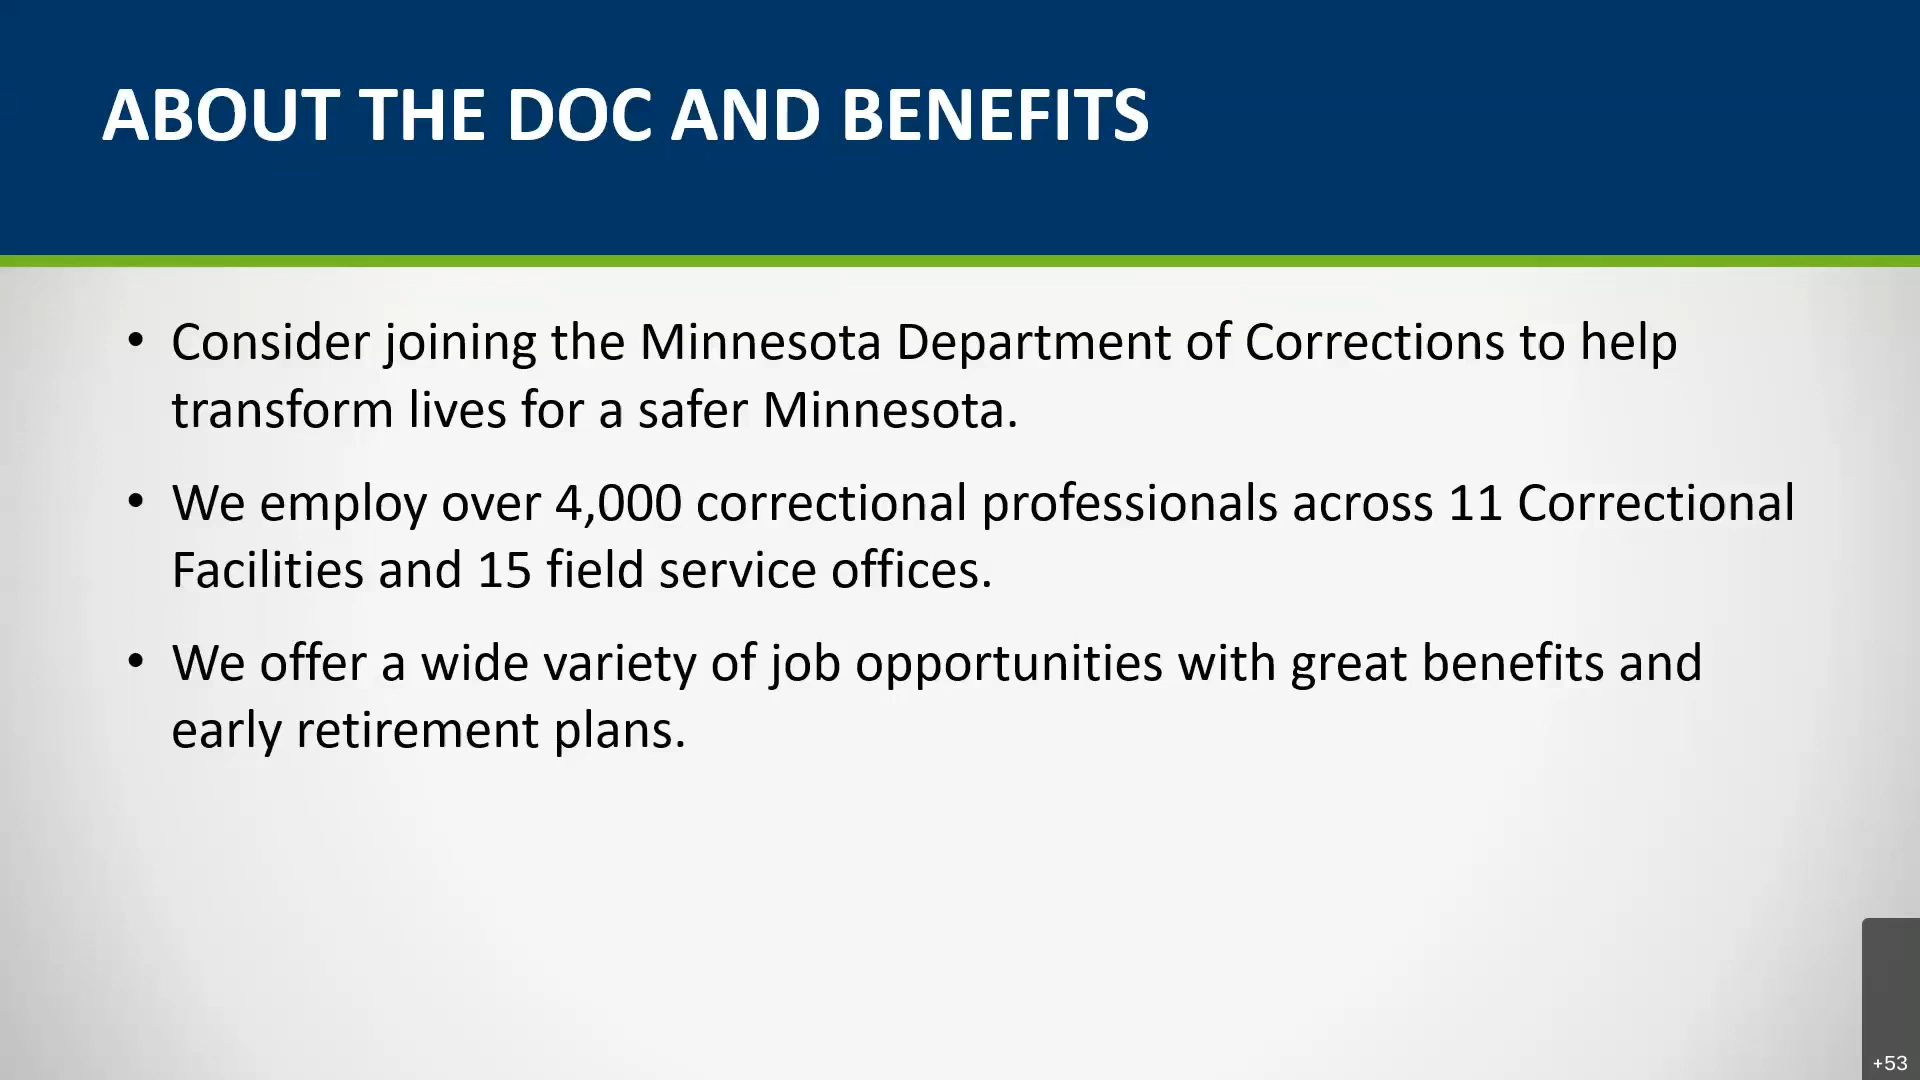 ABOUT THE DOC AND BENEFITS
• Consider joining the Minnesota Department of Corrections to help
transform lives for a safer Minnesota.
• We employ over 4,000 correctional professionals across 11 Correctional
Facilities and 15 field service offices.
• We offer a wide variety of job opportunities with great benefits and
early retirement plans.
+53